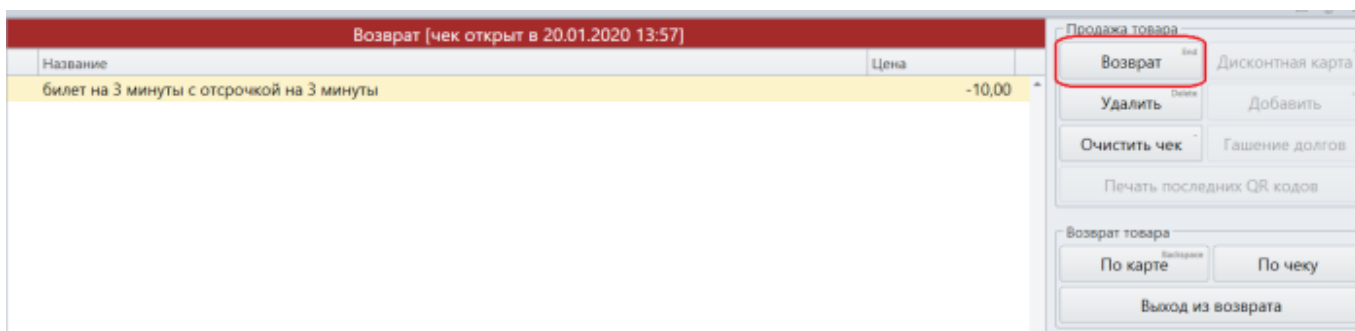 Возврат [чек открыт в 20.01.2020 13:57]
Название Цена
билет на 3 минуты с отсрочкой на 3 минуты -10,00
Продажа товара
Возврат End Дисконтная карта
Удалить Delete Добавить
Очистить чек Гашение долгов
Печать последних QR кодов
Возврат товара
По карте Backspace По чеку
Выход из возврата